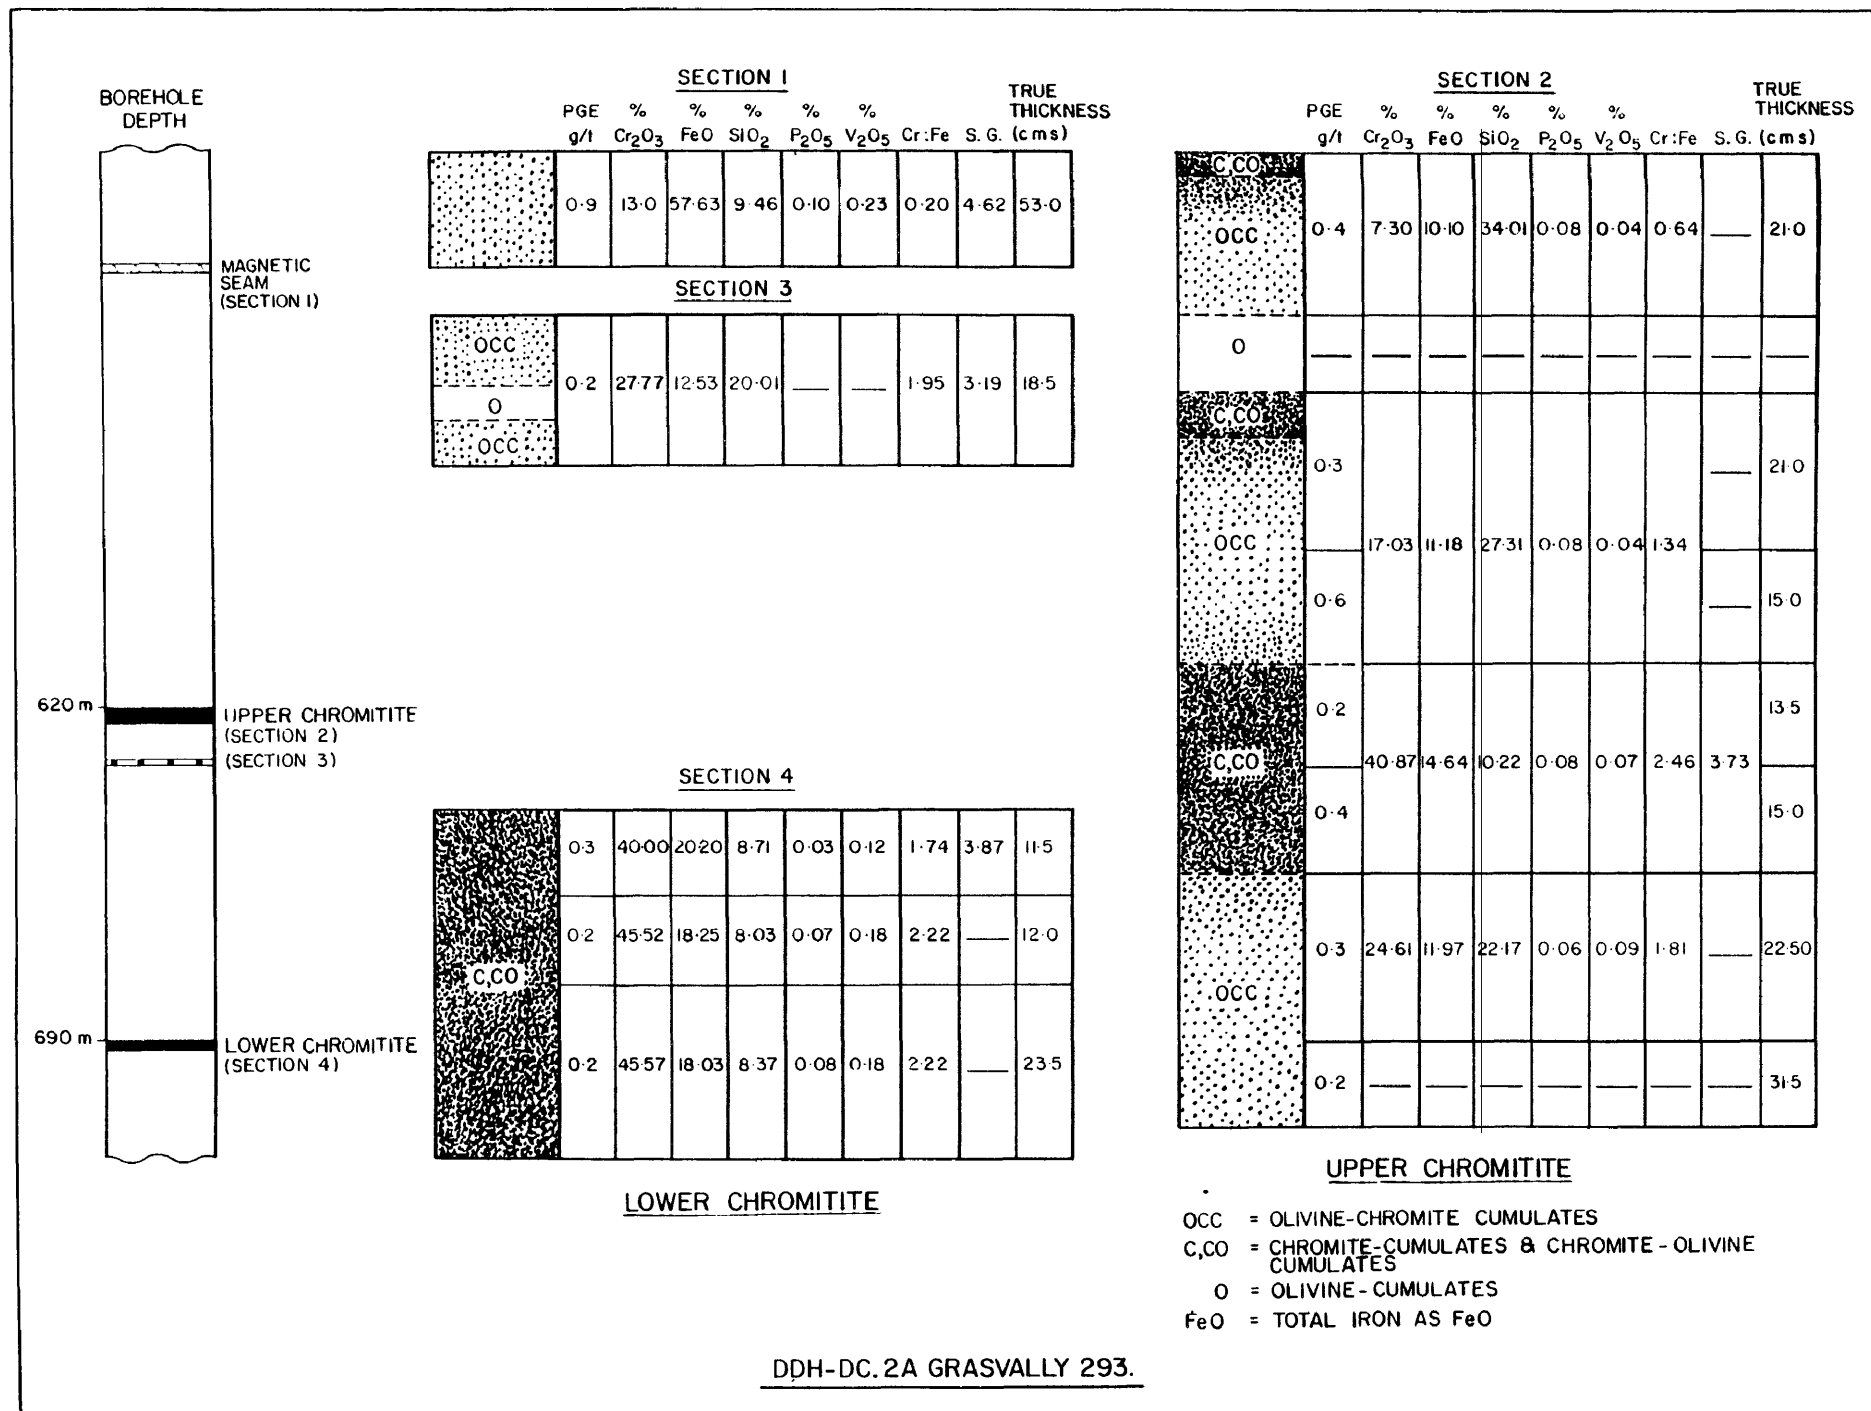 BOREHOLE
DEPTH
MAGNETIC
SEAM
(SECTION 1)
620 m
UPPER CHROMITITE
(SECTION 2)
(SECTION 3)
690 m
LOWER CHROMITITE
(SECTION 4)
SECTION 1
PGE % % % % % TRUE THICKNESS
g/t Cr2O3 FeO SiO2 P2O5 V2O5 Cr:Fe S. G. (cms)
0·9 13·0 57·63 9·46 0·10 0·23 0·20 4·62 53·0
SECTION 3
OCC
0·2 27·77 12·53 20·01 — — 1·95 3·19 18·5
O
OCC
SECTION 4
0·3 40·00 20·20 8·71 0·03 0·12 1·74 3·87 11·5
0·2 45·52 18·25 8·03 0·07 0·18 2·22 — 12·0
C,CO
0·2 45·57 18·03 8·37 0·08 0·18 2·22 — 23·5
LOWER CHROMITITE
SECTION 2
PGE % % % % % TRUE THICKNESS
g/t Cr2O3 FeO SiO2 P2O5 V2O5 Cr:Fe S. G. (cms)
C,CO
OCC 0·4 7·30 10·10 34·01 0·08 0·04 0·64 — 21·0
O — — — — — — — — —
C,CO
0·3 — 21·0
OCC 17·03 11·18 27·31 0·08 0·04 1·34
0·6 — 15·0
0·2 13·5
C,CO 40·87 14·64 10·22 0·08 0·07 2·46 3·73
0·4 15·0
0·3 24·61 11·97 22·17 0·06 0·09 1·81 — 22·50
OCC
0·2 — — — — — — — 31·5
UPPER CHROMITITE
OCC = OLIVINE-CHROMITE CUMULATES
C,CO = CHROMITE-CUMULATES & CHROMITE-OLIVINE
CUMULATES
O = OLIVINE-CUMULATES
FeO = TOTAL IRON AS FeO
DDH-DC.2A GRASVALLY 293.